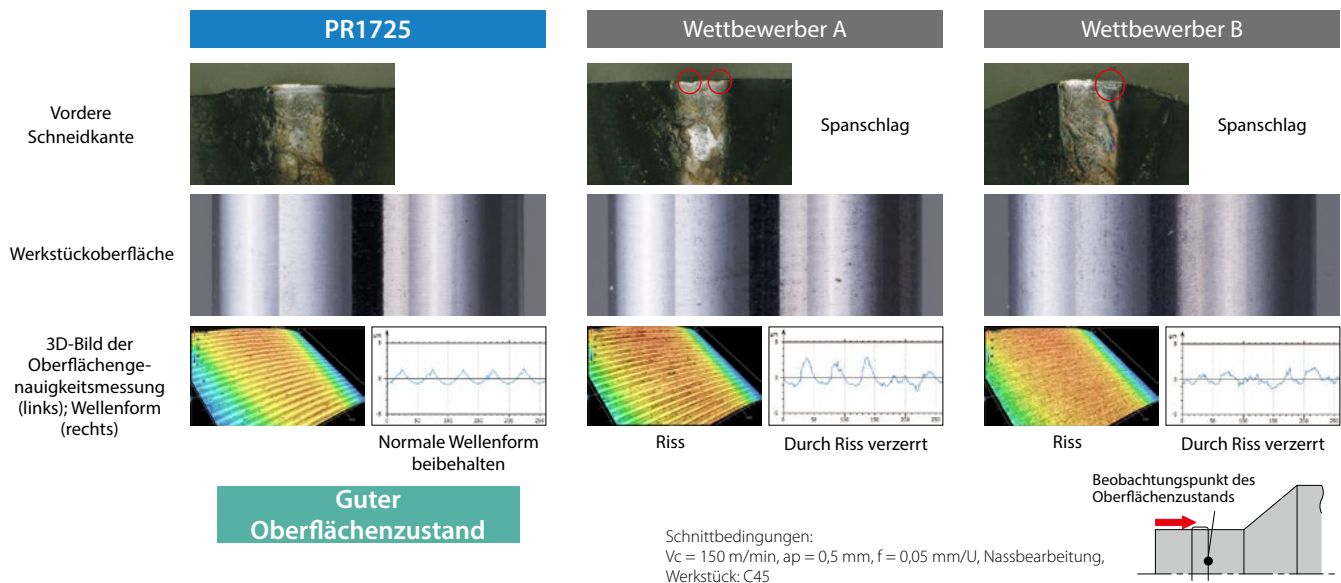 PR1725
Wettbewerber A
Wettbewerber B
Vordere
Schneidkante
Spanschlag
Spanschlag
Werkstückoberfläche
3D-Bild der
Oberflächenge-
nauigkeitsmessung
(links); Wellenform
(rechts)
Normale Wellenform
beibehalten
Riss
Durch Riss verzerrt
Riss
Durch Riss verzerrt
Guter
Oberflächenzustand
Beobachtungspunkt des
Oberflächenzustands
Schnittbedingungen:
Vc = 150 m/min, ap = 0,5 mm, f = 0,05 mm/U, Nassbearbeitung,
Werkstück: C45